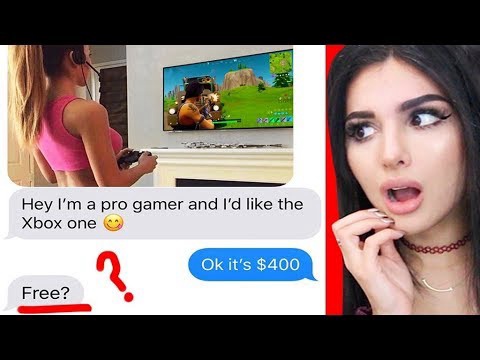 Hey I'm a pro gamer and I'd like the
Xbox one 😋
Ok it's $400
Free?
?